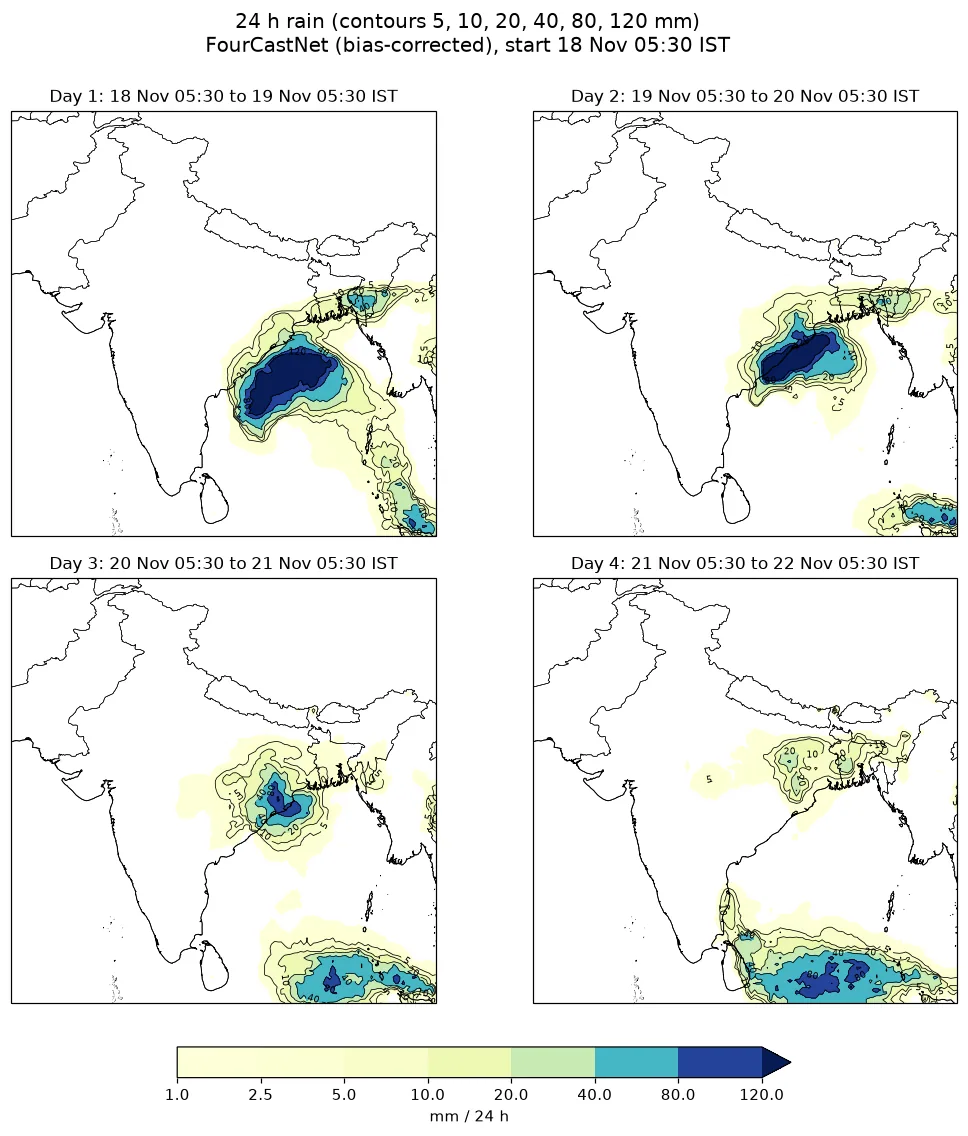 24 h rain (contours 5, 10, 20, 40, 80, 120 mm)
FourCastNet (bias-corrected), start 18 Nov 05:30 IST
Day 1: 18 Nov 05:30 to 19 Nov 05:30 IST
Day 2: 19 Nov 05:30 to 20 Nov 05:30 IST
Day 3: 20 Nov 05:30 to 21 Nov 05:30 IST
Day 4: 21 Nov 05:30 to 22 Nov 05:30 IST
20
10
5
1.0 2.5 5.0 10.0 20.0 40.0 80.0 120.0
mm / 24 h